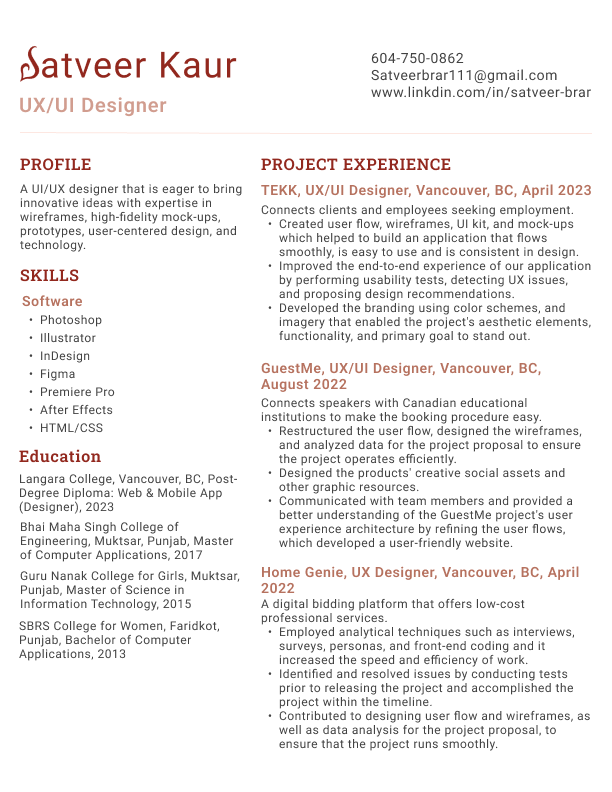 Satveer Kaur
UX/UI Designer
604-750-0862
Satveerbrar111@gmail.com
www.linkdin.com/in/satveer-brar
PROFILE
A UI/UX designer that is eager to bring
innovative ideas with expertise in
wireframes, high-fidelity mock-ups,
prototypes, user-centered design, and
technology.
SKILLS
Software
• Photoshop
• Illustrator
• InDesign
• Figma
• Premiere Pro
• After Effects
• HTML/CSS
Education
Langara College, Vancouver, BC, Post-
Degree Diploma: Web & Mobile App
(Designer), 2023
Bhai Maha Singh College of
Engineering, Muktsar, Punjab, Master
of Computer Applications, 2017
Guru Nanak College for Girls, Muktsar,
Punjab, Master of Science in
Information Technology, 2015
SBRS College for Women, Faridkot,
Punjab, Bachelor of Computer
Applications, 2013
PROJECT EXPERIENCE
TEKK, UX/UI Designer, Vancouver, BC, April 2023
Connects clients and employees seeking employment.
• Created user flow, wireframes, UI kit, and mock-ups
which helped to build an application that flows
smoothly, is easy to use and is consistent in design.
• Improved the end-to-end experience of our application
by performing usability tests, detecting UX issues,
and proposing design recommendations.
• Developed the branding using color schemes, and
imagery that enabled the project's aesthetic elements,
functionality, and primary goal to stand out.
GuestMe, UX/UI Designer, Vancouver, BC,
August 2022
Connects speakers with Canadian educational
institutions to make the booking procedure easy.
• Restructured the user flow, designed the wireframes,
and analyzed data for the project proposal to ensure
the project operates efficiently.
• Designed the products' creative social assets and
other graphic resources.
• Communicated with team members and provided a
better understanding of the GuestMe project's user
experience architecture by refining the user flows,
which developed a user-friendly website.
Home Genie, UX Designer, Vancouver, BC, April
2022
A digital bidding platform that offers low-cost
professional services.
• Employed analytical techniques such as interviews,
surveys, personas, and front-end coding and it
increased the speed and efficiency of work.
• Identified and resolved issues by conducting tests
prior to releasing the project and accomplished the
project within the timeline.
• Contributed to designing user flow and wireframes, as
well as data analysis for the project proposal, to
ensure that the project runs smoothly.